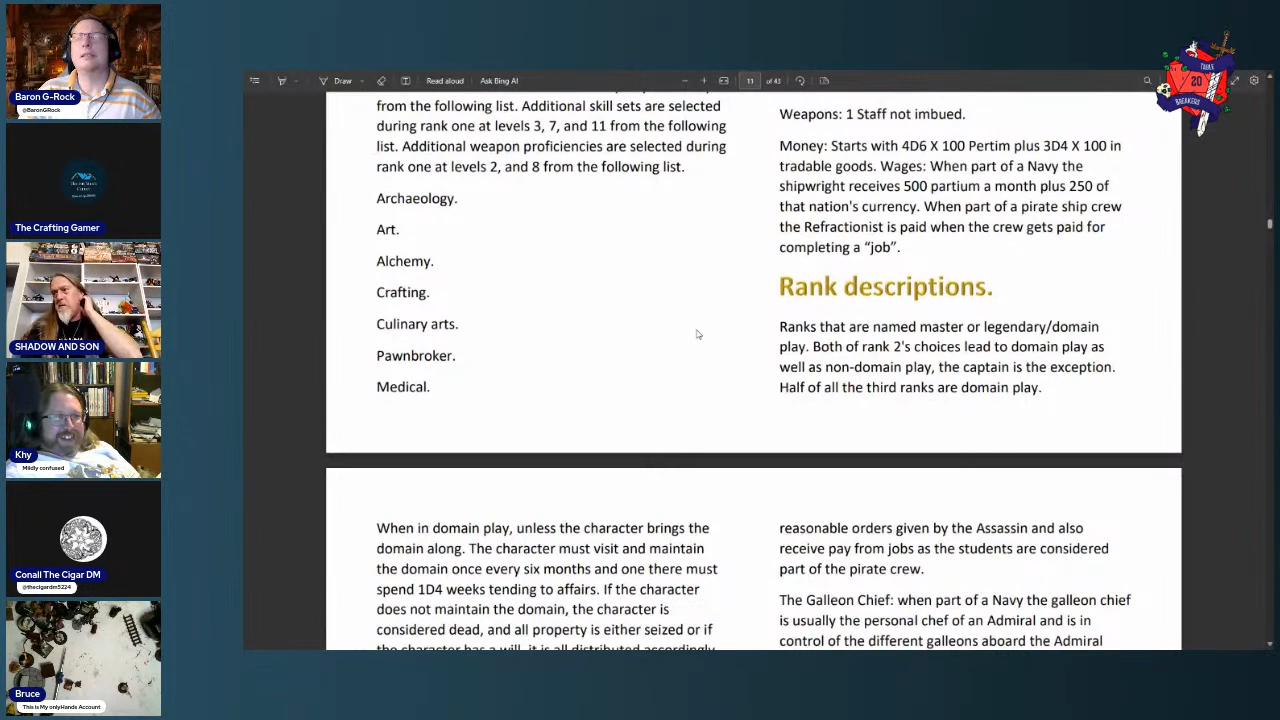 Baron G-Rock
@BaronGRock
The Crafting Gamer
SHADOW AND SON
Khy
Mildly confused
Conall The Cigar DM
@thecigardm5224
Bruce
This is My onlyHands Account
Draw
Read aloud
Ask Bing AI
11
of 43
TABLE
20
BREAKERS
from the following list. Additional skill sets are selected
during rank one at levels 3, 7, and 11 from the following
list. Additional weapon proficiencies are selected during
rank one at levels 2, and 8 from the following list.
Archaeology.
Art.
Alchemy.
Crafting.
Culinary arts.
Pawnbroker.
Medical.
Weapons: 1 Staff not imbued.
Money: Starts with 4D6 X 100 Pertim plus 3D4 X 100 in
tradable goods. Wages: When part of a Navy the
shipwright receives 500 partium a month plus 250 of
that nation's currency. When part of a pirate ship crew
the Refractionist is paid when the crew gets paid for
completing a “job”.
Rank descriptions.
Ranks that are named master or legendary/domain
play. Both of rank 2's choices lead to domain play as
well as non-domain play, the captain is the exception.
Half of all the third ranks are domain play.
When in domain play, unless the character brings the
domain along. The character must visit and maintain
the domain once every six months and one there must
spend 1D4 weeks tending to affairs. If the character
does not maintain the domain, the character is
considered dead, and all property is either seized or if
the character has a will, it is all distributed accordingly
reasonable orders given by the Assassin and also
receive pay from jobs as the students are considered
part of the pirate crew.
The Galleon Chief: when part of a Navy the galleon chief
is usually the personal chef of an Admiral and is in
control of the different galleons aboard the Admiral